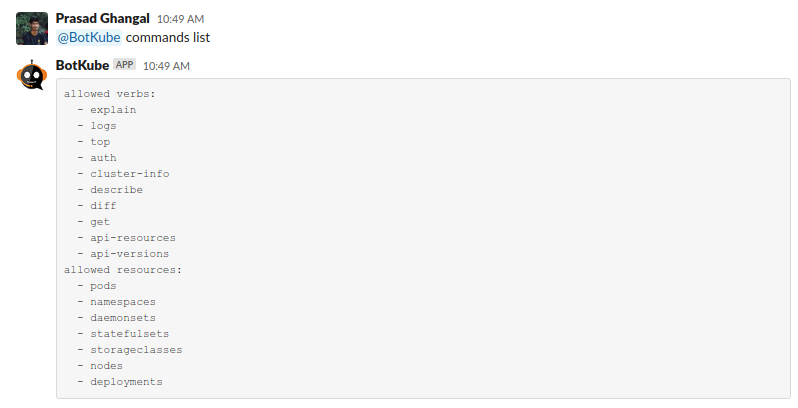 Prasad Ghangal 10:49 AM
@BotKube commands list
BotKube APP 10:49 AM
allowed verbs:
- explain
- logs
- top
- auth
- cluster-info
- describe
- diff
- get
- api-resources
- api-versions
allowed resources:
- pods
- namespaces
- daemonsets
- statefulsets
- storageclasses
- nodes
- deployments